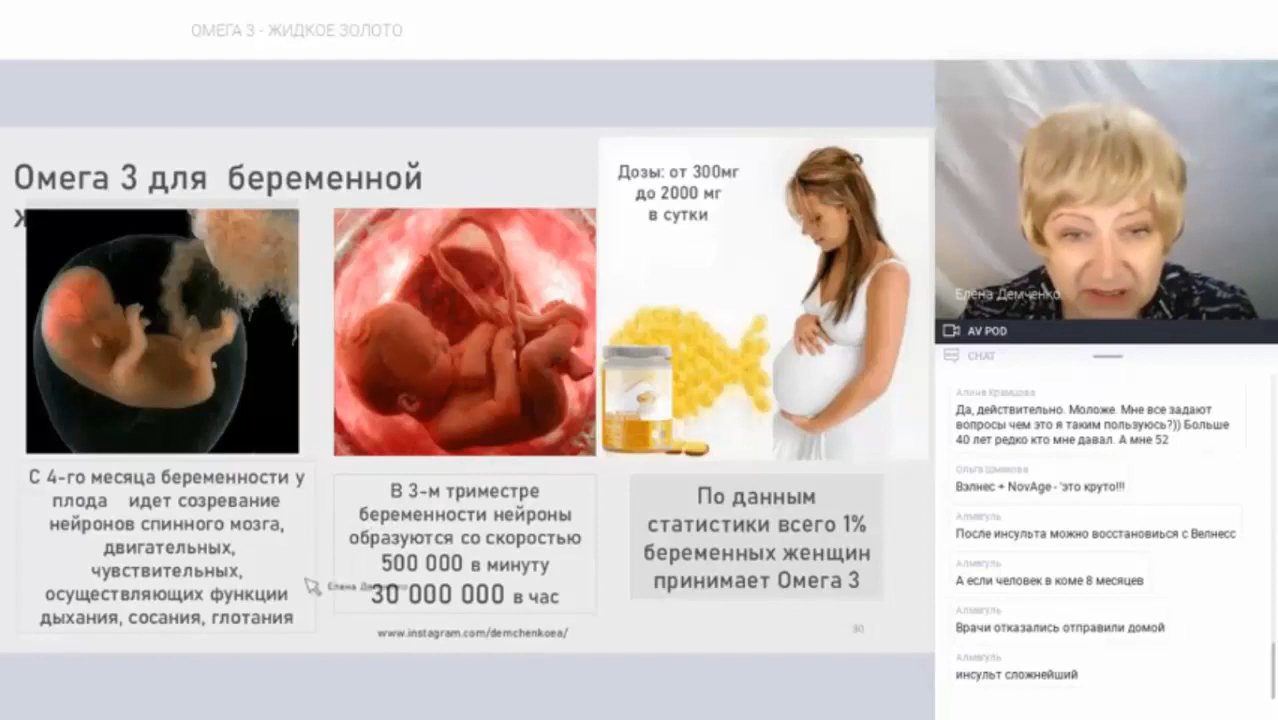 ОМЕГА 3 - ЖИДКОЕ ЗОЛОТО
Омега 3 для беременной
Дозы: от 300мг
до 2000 мг
в сутки
С 4-го месяца беременности у
плода идет созревание
нейронов спинного мозга,
двигательных,
чувствительных,
осуществляющих функции
дыхания, сосания, глотания
В 3-м триместре
беременности нейроны
образуются со скоростью
500 000 в минуту
30 000 000 в час
Елена
www.instagram.com/demchenkoea/
По данным
статистики всего 1%
беременных женщин
принимает Омега 3
30
Елена Демченко
AV POD
CHAT
Алина
Да, действительно. Моложе. Мне все задают
вопросы чем это я таким пользуюсь?)) Больше
40 лет редко кто мне давал. А мне 52
Ольга
Вэлнес + NovAge - 'это круто!!!
Алмагуль
После инсульта можно восстановиься с Велнесс
Алмагуль
А если человек в коме 8 месяцев
Алмагуль
Врачи отказались отправили домой
Алмагуль
инсульт сложнейший